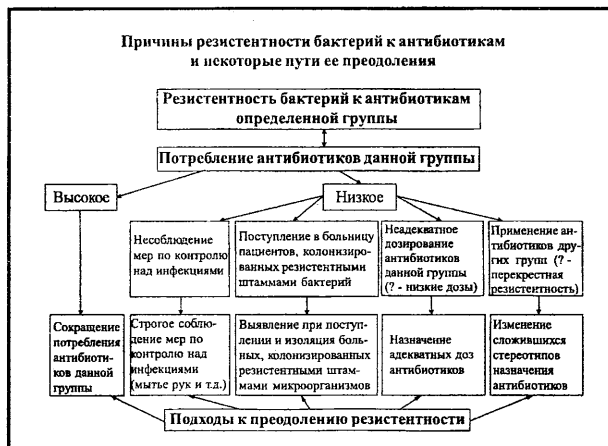 Причины резистентности бактерий к антибиотикам
и некоторые пути ее преодоления
Резистентность бактерий к антибиотикам
определенной группы
Потребление антибиотиков данной группы
Высокое
Низкое
Несоблюдение
мер по контролю
над инфекциями
Поступление в больницу
пациентов, колонизиро-
ванных резистентными
штаммами бактерий
Неадекватное
дозирование
антибиотиков
данной группы
(? - низкие дозы)
Применение ан-
тибиотиков дру-
гих групп (? -
перекрестная
резистентность)
Сокращение
потребления
антибиоти-
ков данной
группы
Строгое соблю-
дение мер по
контролю над
инфекциями
(мытье рук и т.д.)
Выявление при поступ-
лении и изоляция боль-
ных, колонизированных
резистентными штам-
мами микроорганизмов
Назначение
адекватных доз
антибиотиков
Изменение
сложившихся
стереотипов
назначения
антибиотиков
Подходы к преодолению резистентности